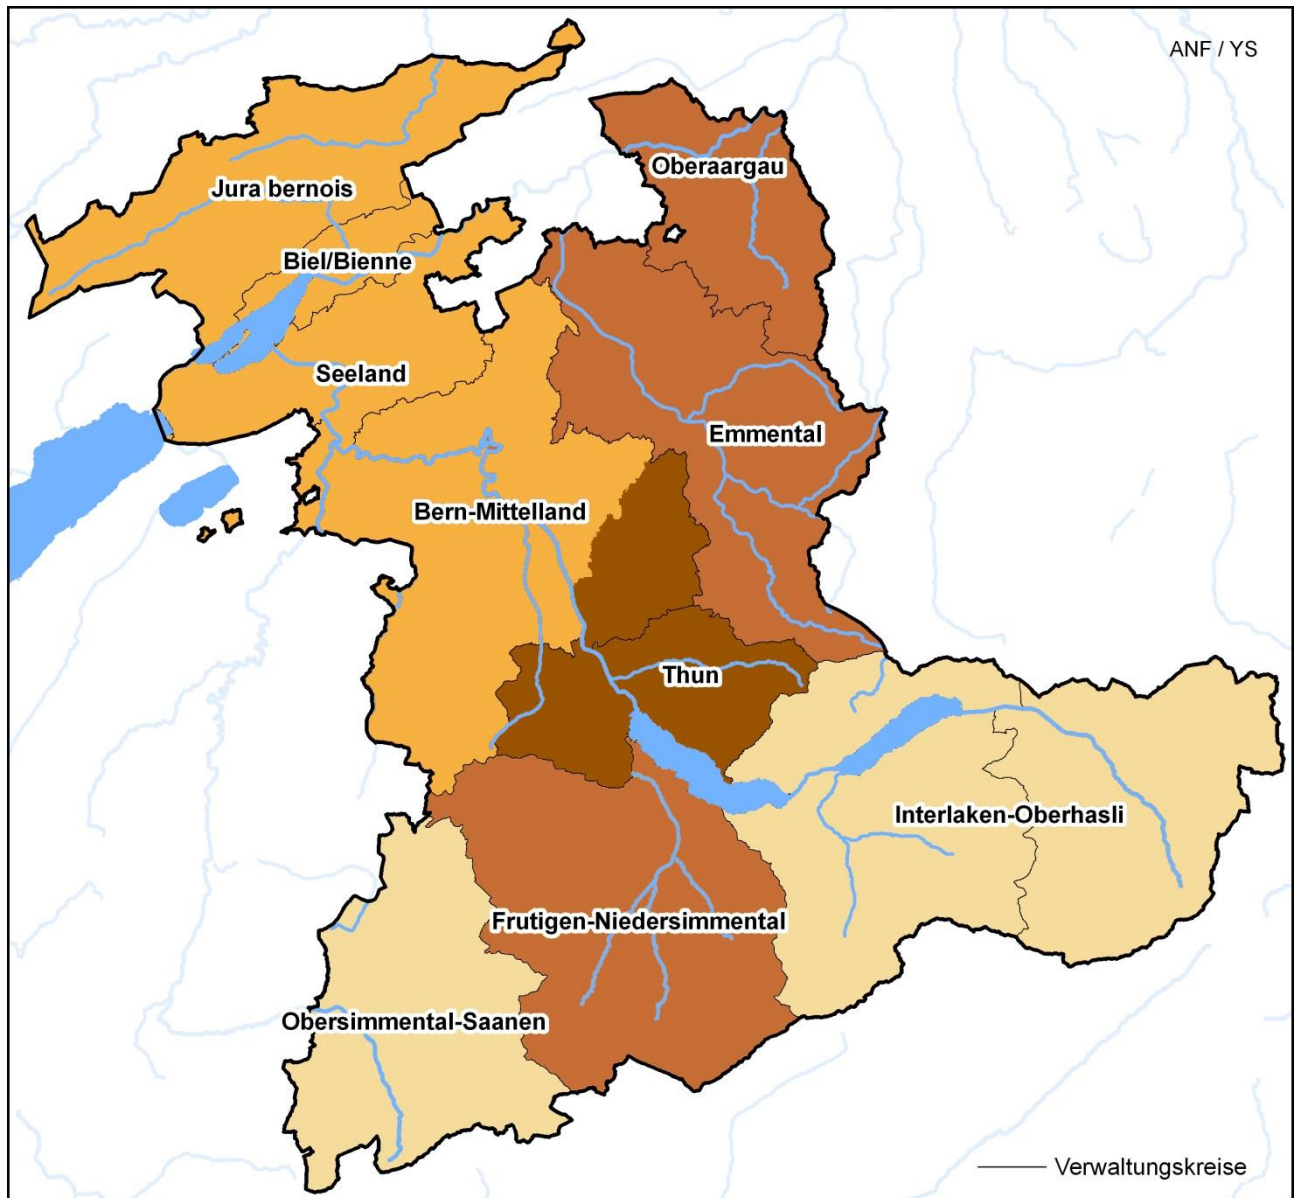 ANF / YS
Oberaargau
Jura bernois
Biel/Bienne
Seeland
Emmental
Bern-Mittelland
Thun
Interlaken-Oberhasli
Frutigen-Niedersimmental
Obersimmental-Saanen
Verwaltungskreise